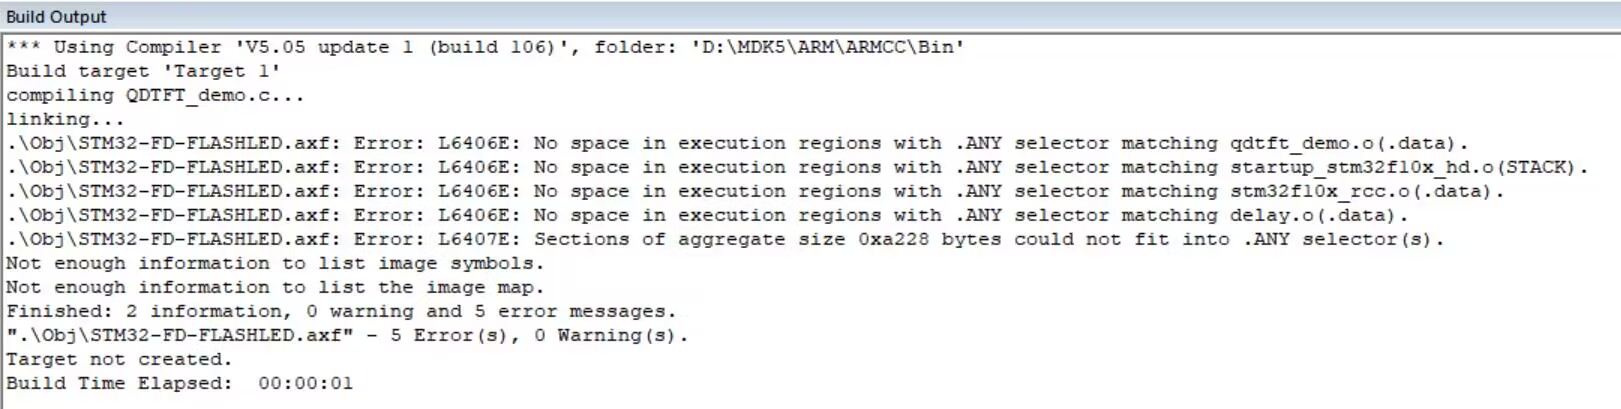 Build Output
*** Using Compiler 'V5.05 update 1 (build 106)', folder: 'D:\MDK5\ARM\ARMCC\Bin'
Build target 'Target 1'
compiling QDTFT_demo.c...
linking...
.\Obj\STM32-FD-FLASHLED.axf: Error: L6406E: No space in execution regions with .ANY selector matching qdtft_demo.o(.data).
.\Obj\STM32-FD-FLASHLED.axf: Error: L6406E: No space in execution regions with .ANY selector matching startup_stm32f10x_hd.o(STACK).
.\Obj\STM32-FD-FLASHLED.axf: Error: L6406E: No space in execution regions with .ANY selector matching stm32f10x_rcc.o(.data).
.\Obj\STM32-FD-FLASHLED.axf: Error: L6406E: No space in execution regions with .ANY selector matching delay.o(.data).
.\Obj\STM32-FD-FLASHLED.axf: Error: L6407E: Sections of aggregate size 0xa228 bytes could not fit into .ANY selector(s).
Not enough information to list image symbols.
Not enough information to list the image map.
Finished: 2 information, 0 warning and 5 error messages.
".\Obj\STM32-FD-FLASHLED.axf" - 5 Error(s), 0 Warning(s).
Target not created.
Build Time Elapsed:  00:00:01